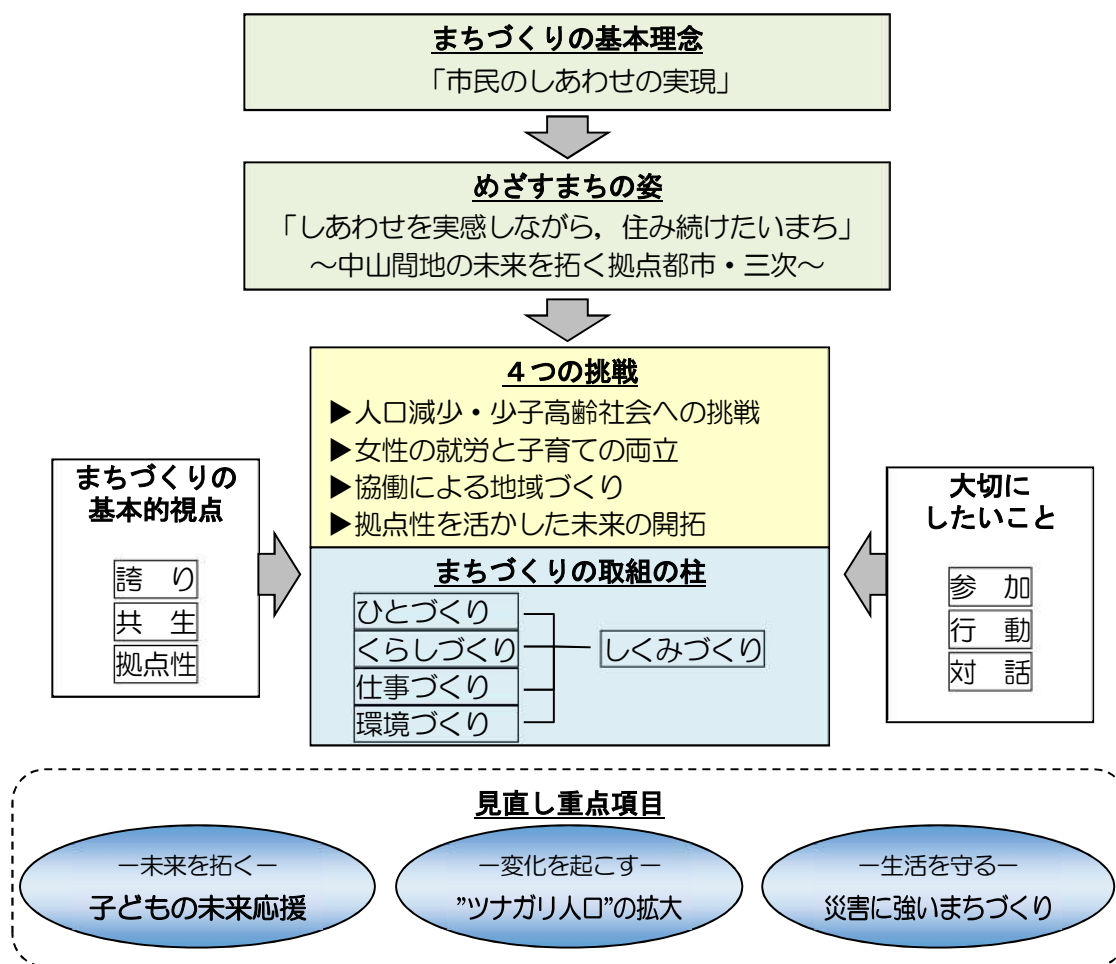 まちづくりの基本理念
「市民のしあわせの実現」
めざすまちの姿
「しあわせを実感しながら，住み続けたいまち」
～中山間地の未来を拓く拠点都市・三次～
４つの挑戦
▶人口減少・少子高齢社会への挑戦
▶女性の就労と子育ての両立
▶協働による地域づくり
▶拠点性を活かした未来の開拓
まちづくりの
基本的視点
誇　り
共　生
拠点性
まちづくりの取組の柱
ひとづくり
くらしづくり
仕事づくり
環境づくり
しくみづくり
大切に
したいこと
参　加
行　動
対　話
見直し重点項目
－未来を拓く－
子どもの未来応援
－変化を起こす－
”ツナガリ人口”の拡大
－生活を守る－
災害に強いまちづくり